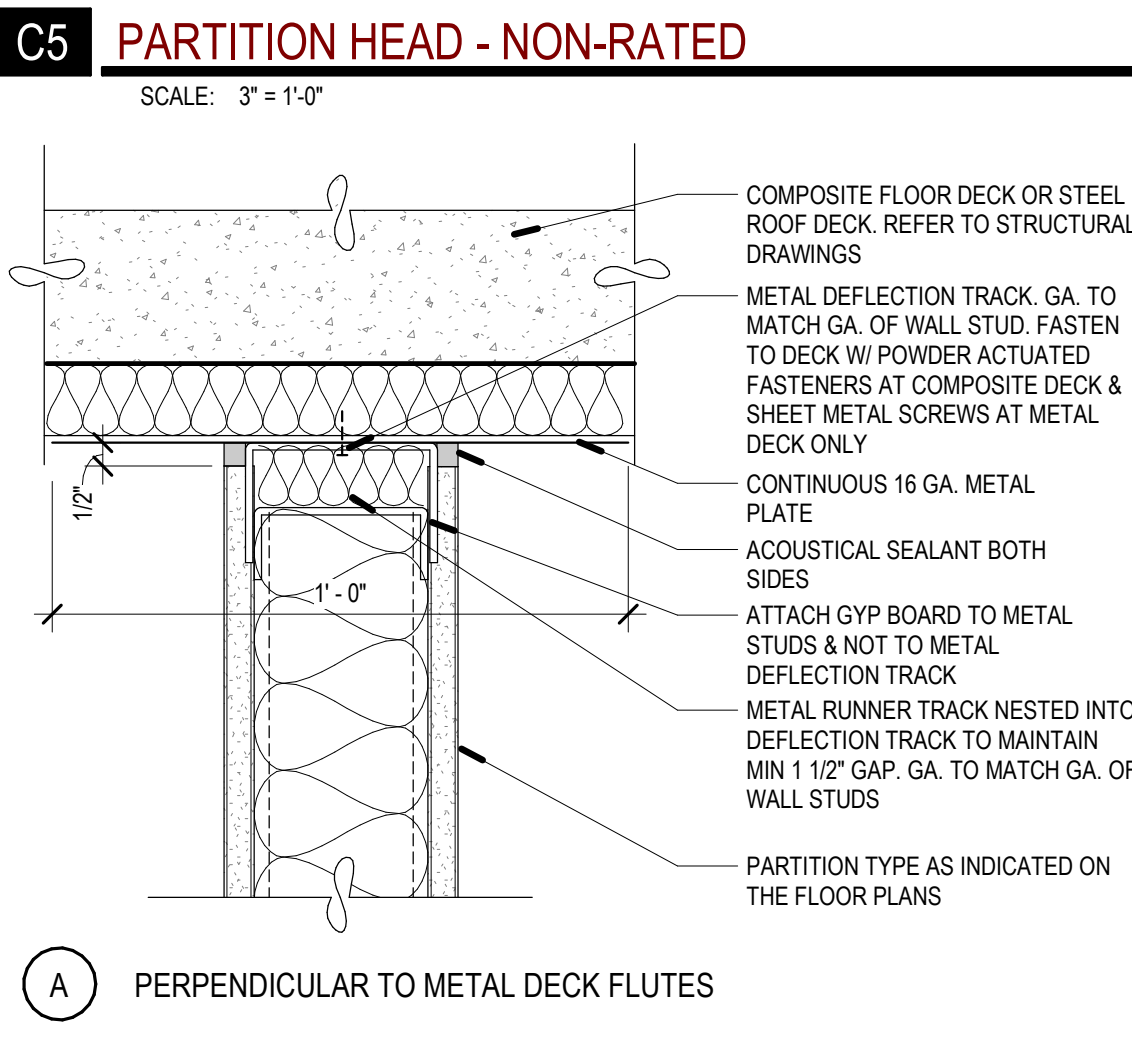 C5 PARTITION HEAD - NON-RATED
SCALE: 3" = 1'-0"
COMPOSITE FLOOR DECK OR STEEL
ROOF DECK. REFER TO STRUCTURAL
DRAWINGS
METAL DEFLECTION TRACK. GA. TO
MATCH GA. OF WALL STUD. FASTEN
TO DECK W/ POWDER ACTUATED
FASTENERS AT COMPOSITE DECK &
SHEET METAL SCREWS AT METAL
DECK ONLY
1/2"
CONTINUOUS 16 GA. METAL
PLATE
ACOUSTICAL SEALANT BOTH
SIDES
1' - 0"
ATTACH GYP BOARD TO METAL
STUDS & NOT TO METAL
DEFLECTION TRACK
METAL RUNNER TRACK NESTED INTO
DEFLECTION TRACK TO MAINTAIN
MIN 1 1/2" GAP. GA. TO MATCH GA. OF
WALL STUDS
PARTITION TYPE AS INDICATED ON
THE FLOOR PLANS
A PERPENDICULAR TO METAL DECK FLUTES